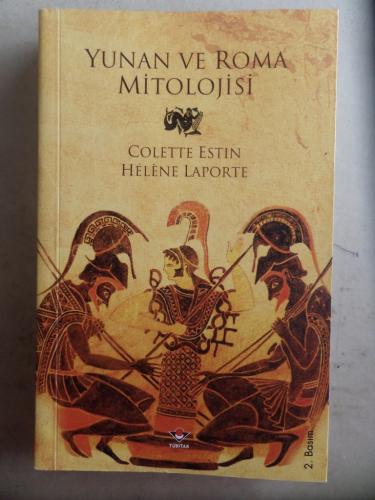 YUNAN VE ROMA
MİTOLOJİSİ
COLETTE ESTIN
HÉLÈNE LAPORTE
TÜBİTAK
2. Basım